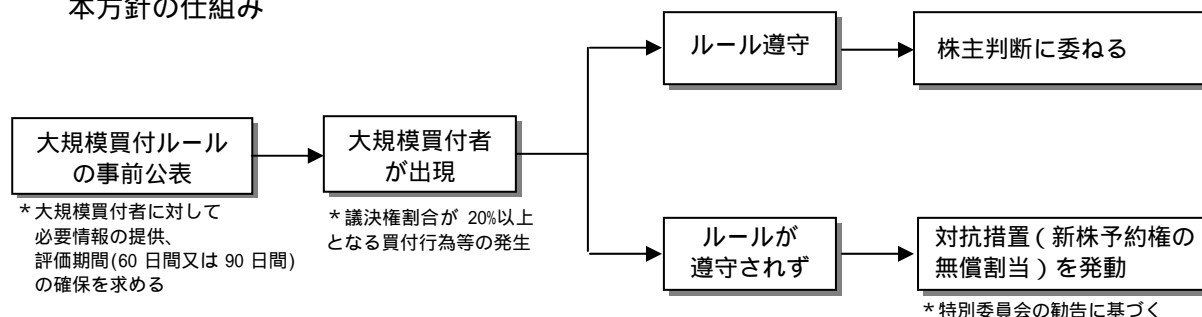 本方針の仕組み
大規模買付ルール
の事前公表
*大規模買付者に対して
必要情報の提供、
評価期間(60 日間又は 90 日間)
の確保を求める
大規模買付者
が出現
*議決権割合が 20%以上
となる買付行為等の発生
ルール遵守
株主判断に委ねる
ルールが
遵守されず
対抗措置(新株予約権の
無償割当)を発動
*特別委員会の勧告に基づく